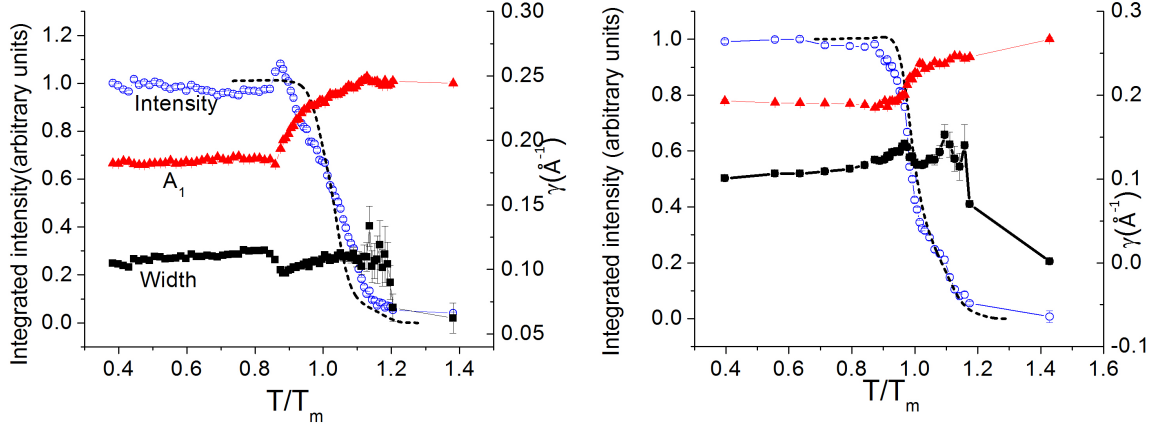 Integrated intensity(arbitrary units)
1.2
1.0
0.8
0.6
0.4
0.2
0.0
Intensity
A1
Width
0.30
0.25
0.20
0.15
0.10
0.05
γ(Å-1)
0.4 0.6 0.8 1.0 1.2 1.4
T/Tm
Integrated intensity (arbitrary units)
1.0
0.8
0.6
0.4
0.2
0.0
0.3
0.2
0.1
0.0
-0.1
γ(Å-1)
0.4 0.6 0.8 1.0 1.2 1.4 1.6
T/Tm